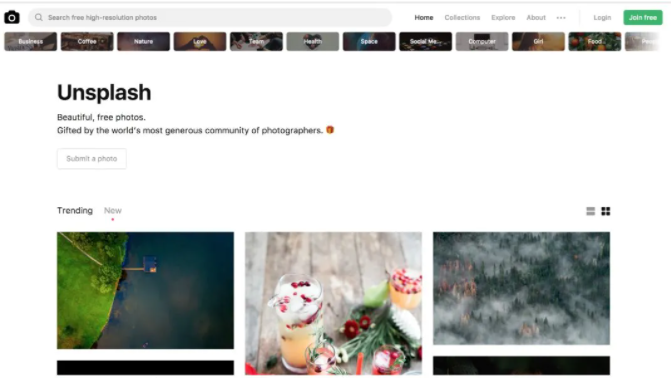 Search free high-resolution photos
Home Collections Explore About ••• Login Join free
Business Coffee Nature Love Team Health Space Social Me... Computer Girl Food
Unsplash
Beautiful, free photos.
Gifted by the world's most generous community of photographers. 🎁
Submit a photo
Trending New